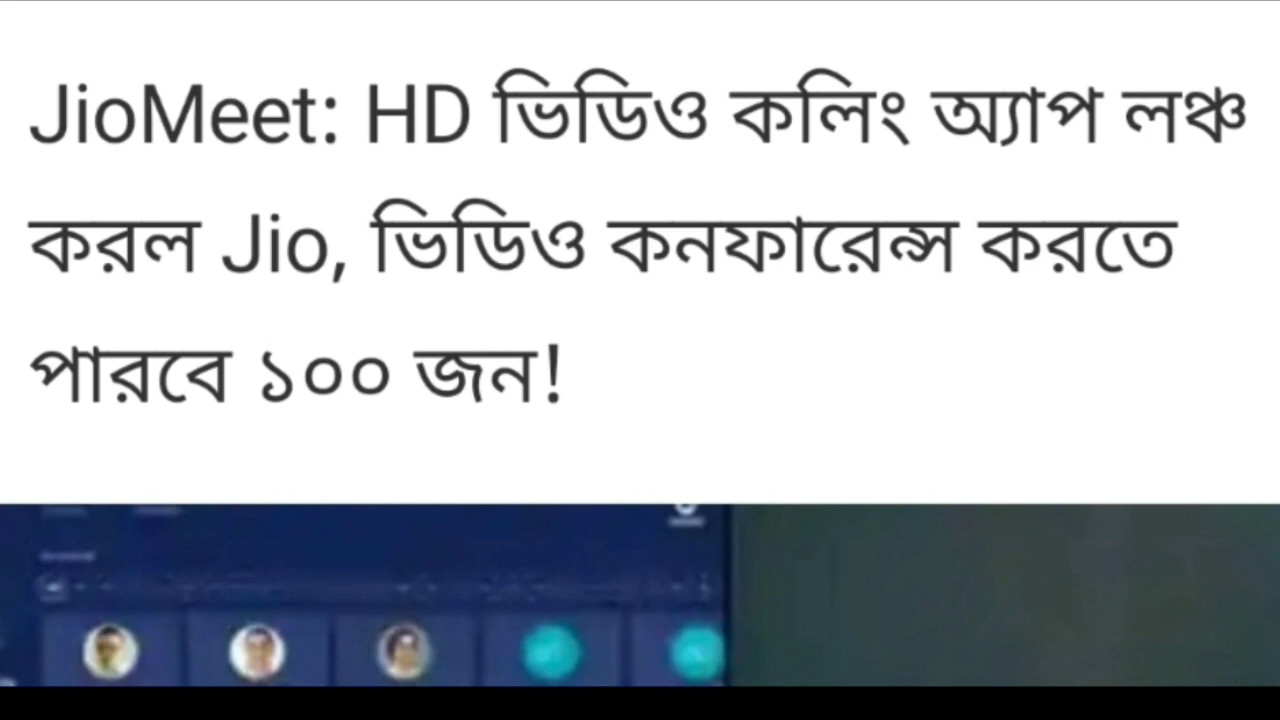 JioMeet: HD ভিডিও কলিং অ্যাপ লঞ্চ
করল Jio, ভিডিও কনফারেন্স করতে
পারবে ১০০ জন!